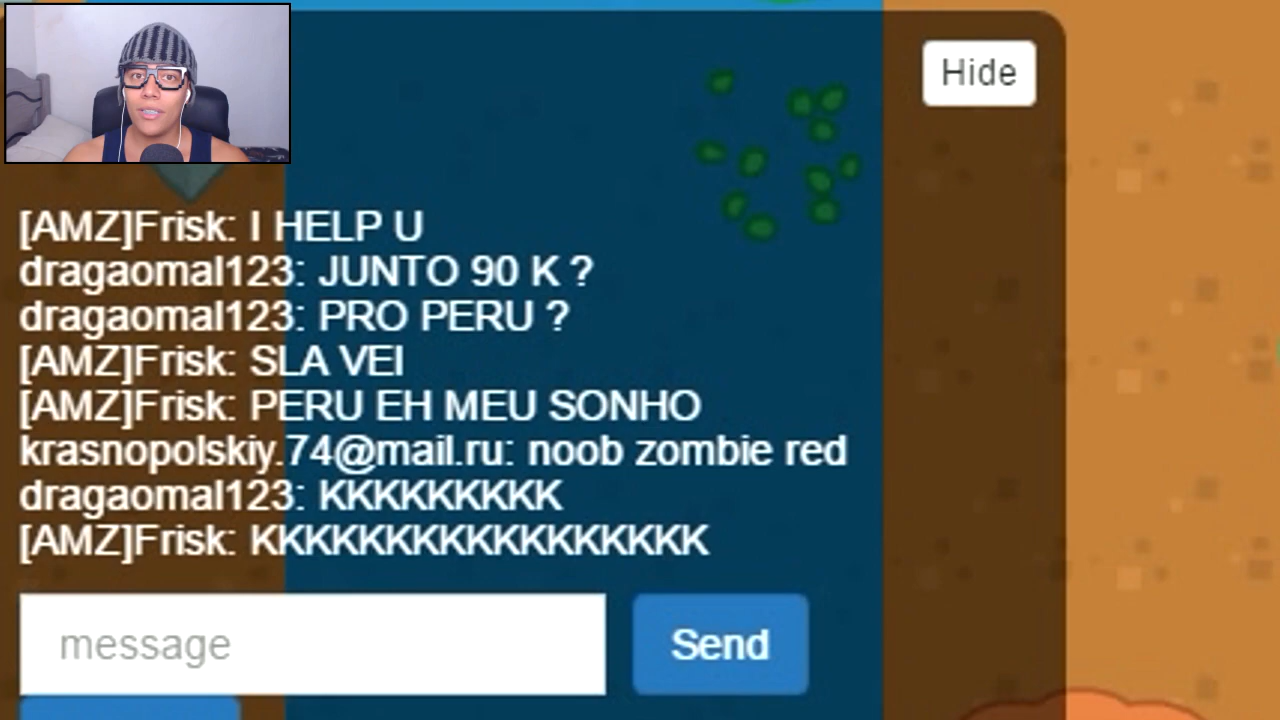 Hide
[AMZ]Frisk: I HELP U
dragaomal123: JUNTO 90 K ?
dragaomal123: PRO PERU ?
[AMZ]Frisk: SLA VEI
[AMZ]Frisk: PERU EH MEU SONHO
krasnopolskiy.74@mail.ru: noob zombie red
dragaomal123: KKKKKKKKK
[AMZ]Frisk: KKKKKKKKKKKKKKKKK
message
Send